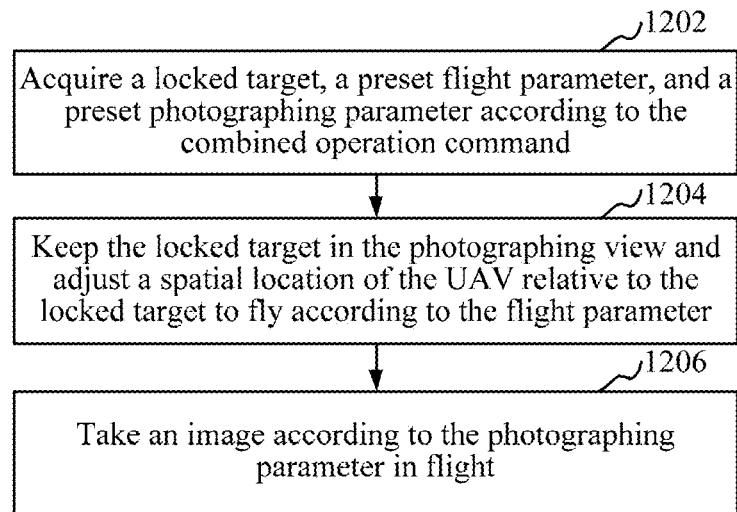 1202
Acquire a locked target, a preset flight parameter, and a
preset photographing parameter according to the
combined operation command
1204
Keep the locked target in the photographing view and
adjust a spatial location of the UAV relative to the
locked target to fly according to the flight parameter
1206
Take an image according to the photographing
parameter in flight